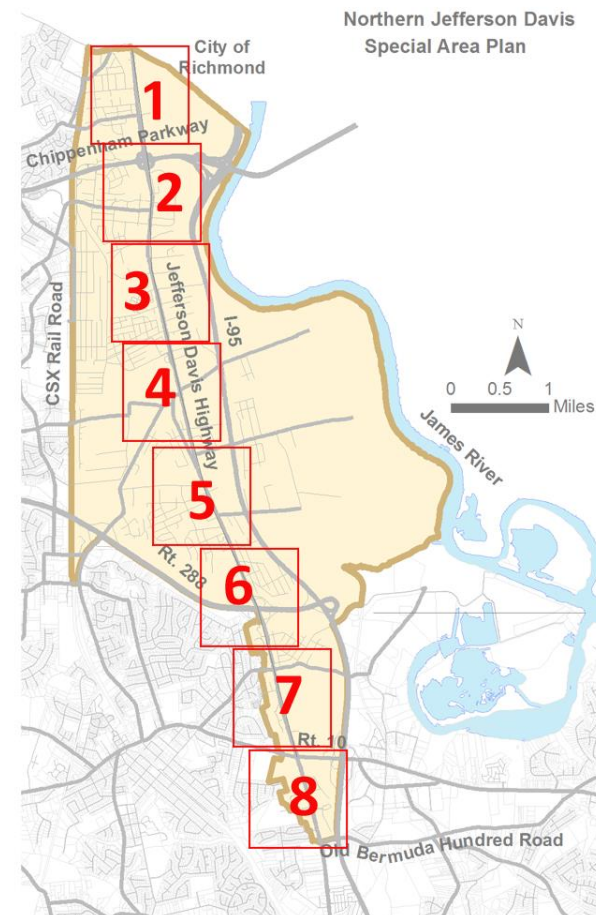 Northern Jefferson Davis
Special Area Plan
City of
Richmond
1
Chippenham Parkway
2
3
Jefferson Davis Highway
I-95
CSX Rail Road
4
N
0 0.5 1
Miles
James River
5
Rt. 288
6
7
Rt. 10
8
Old Bermuda Hundred Road